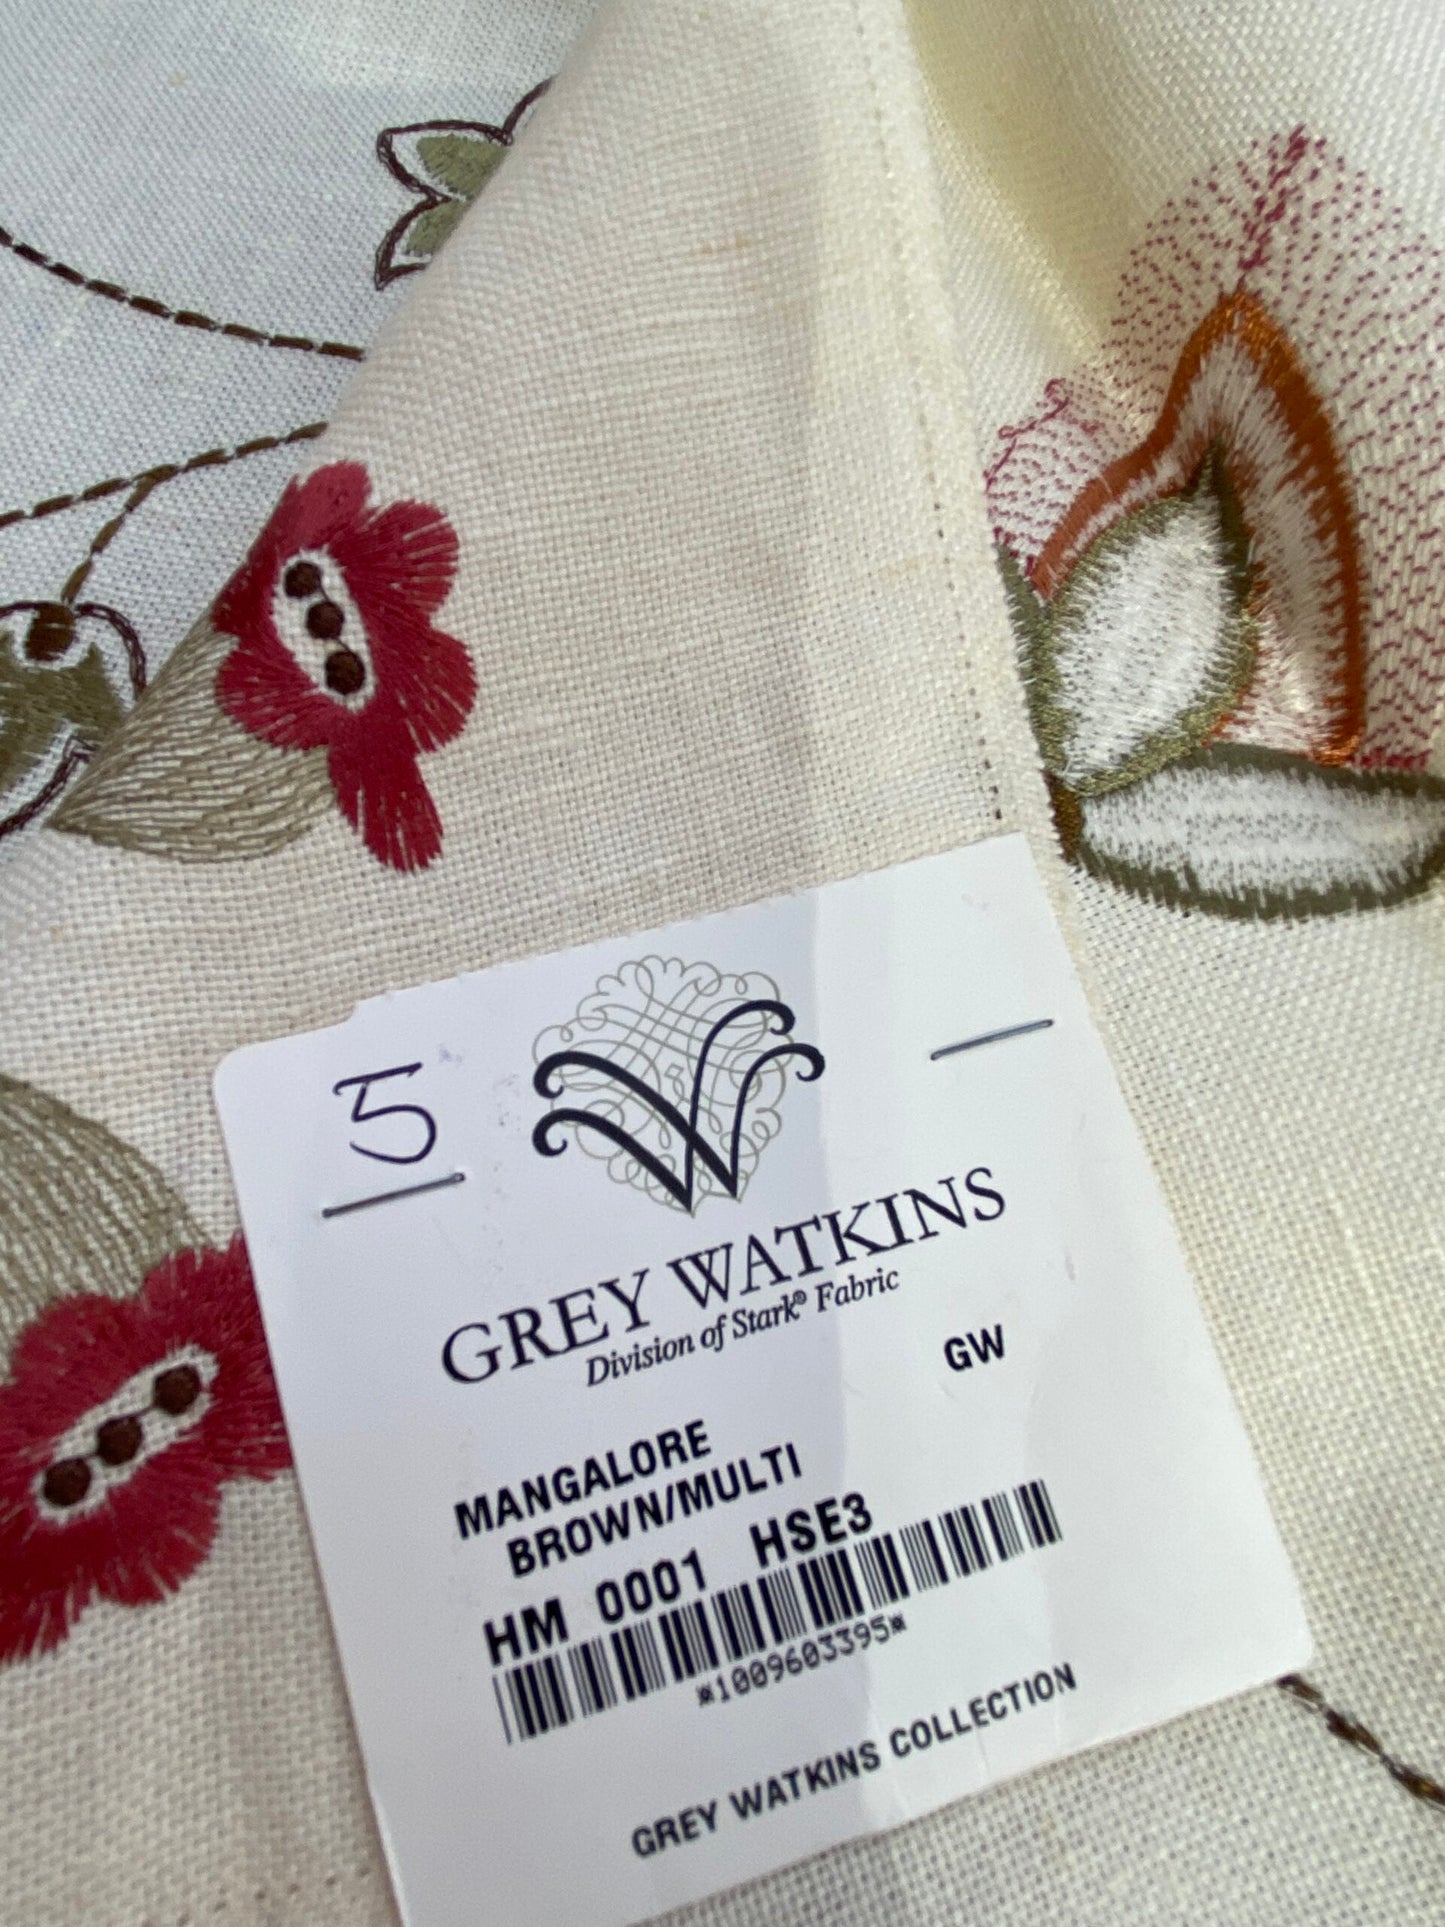 5
W
GREY WATKINS
Division of Stark® Fabric
GW
MANGALORE
BROWN/MULTI
HM 0001 HSE3
*1009603395*
GREY WATKINS COLLECTION